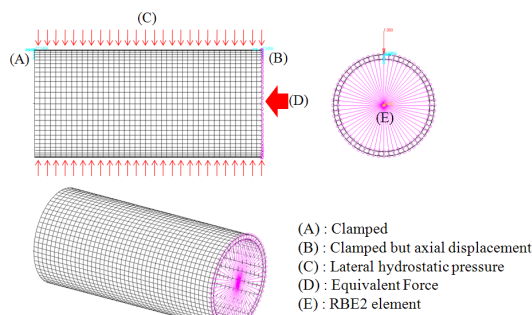 (C)
(A)
(B)
(D)
(E)
(A) : Clamped
(B) : Clamped but axial displacement
(C) : Lateral hydrostatic pressure
(D) : Equivalent Force
(E) : RBE2 element